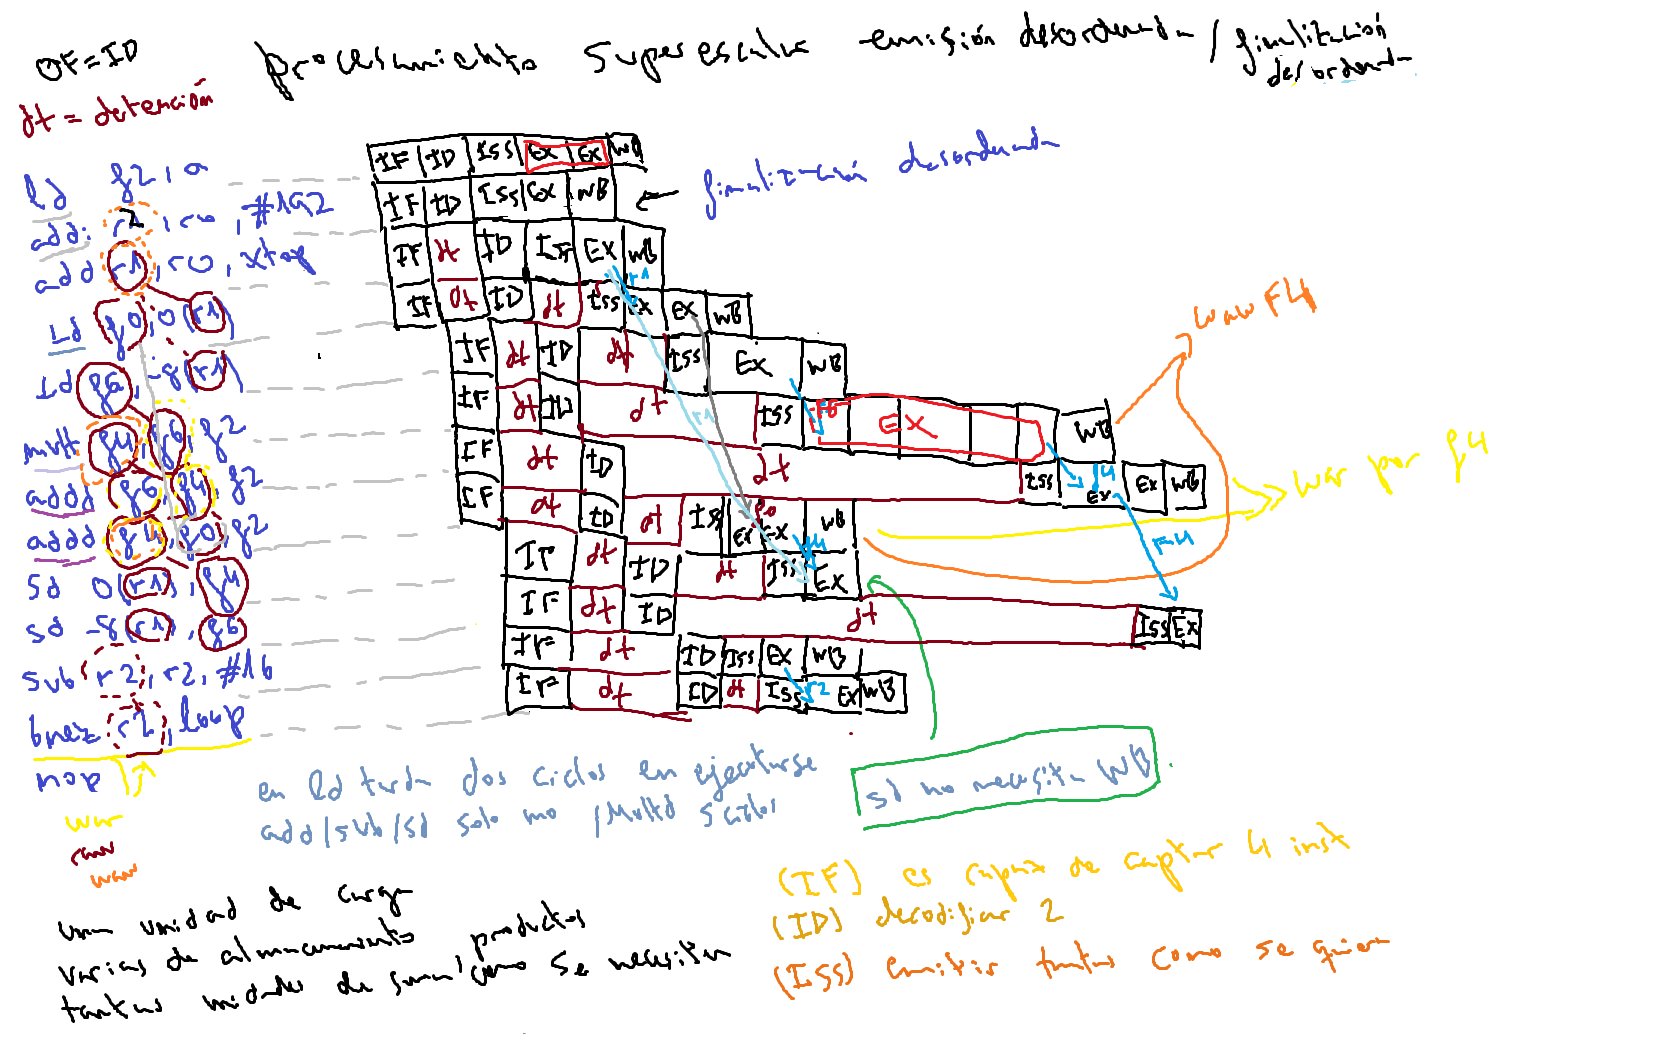 OF=ID
procesamiento superescalar emisión desordenada / finalización desordenada
dt = detención
ld f2, a
addi r2, r0, #192
add r1, r0, xtop
Ld f0, 0(r1)
ld f6, -8(r1)
multd f4, f6, f2
addd f6, f4, f2
addd f4, f0, f2
sd 0(r1), f4
sd -8(r1), f6
sub r2, r2, #16
bnez r2, loop
nop
war
raw
waw
IF ID ISS EX EX WB
IF ID ISS EX WB
finalización desordenada
IF dt ID ISS EX WB
r1
IF dt ID dt ISS EX EX WB
IF dt ID dt ISS EX WB
IF dt ID dt ISS F6 EX WB
IF dt ID dt ISS F4 EX EX WB
IF dt ID dt ISS f0 EX EX WB
IF dt ID dt ISS F4 EX
IF dt ID dt ISS EX
IF dt ID ISS EX WB
IF dt ID dt ISS r2 EX WB
r1
F4
waw F4
war por f4
sd no necesita WB
en ld tarda dos ciclos en ejecutarse
add/sub/sd solo uno /Multd 5 ciclos
una unidad de carga
varias de almacenamiento
tantas unidades de suma/productos como se necesiten
(IF) es capaz de captar 4 inst
(ID) decodificar 2
(ISS) emitir tantas como se quiera